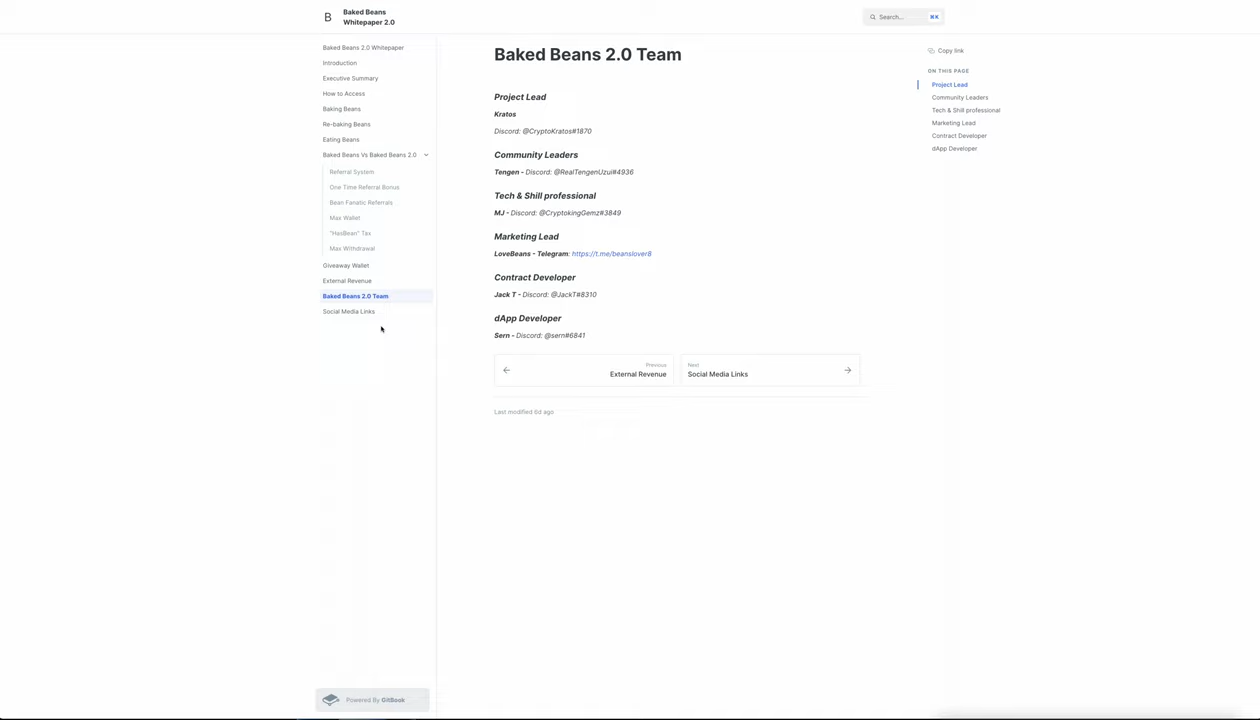 B
Baked Beans
Whitepaper 2.0
Search...
⌘K
Baked Beans 2.0 Whitepaper
Introduction
Executive Summary
How to Access
Baking Beans
Re-baking Beans
Eating Beans
Baked Beans Vs Baked Beans 2.0
Referral System
One Time Referral Bonus
Bean Fanatic Referrals
Max Wallet
"HasBean" Tax
Max Withdrawal
Giveaway Wallet
External Revenue
Baked Beans 2.0 Team
Social Media Links
Powered By GitBook
Baked Beans 2.0 Team
Project Lead
Kratos
Discord: @CryptoKratos#1870
Community Leaders
Tengen - Discord: @RealTengenUzui#4936
Tech & Shill professional
MJ - Discord: @CryptokingGemz#3849
Marketing Lead
LoveBeans - Telegram: https://t.me/beanslover8
Contract Developer
Jack T - Discord: @JackT#8310
dApp Developer
Sern - Discord: @sern#6841
Previous
External Revenue
Next
Social Media Links
Last modified 6d ago
Copy link
ON THIS PAGE
Project Lead
Community Leaders
Tech & Shill professional
Marketing Lead
Contract Developer
dApp Developer